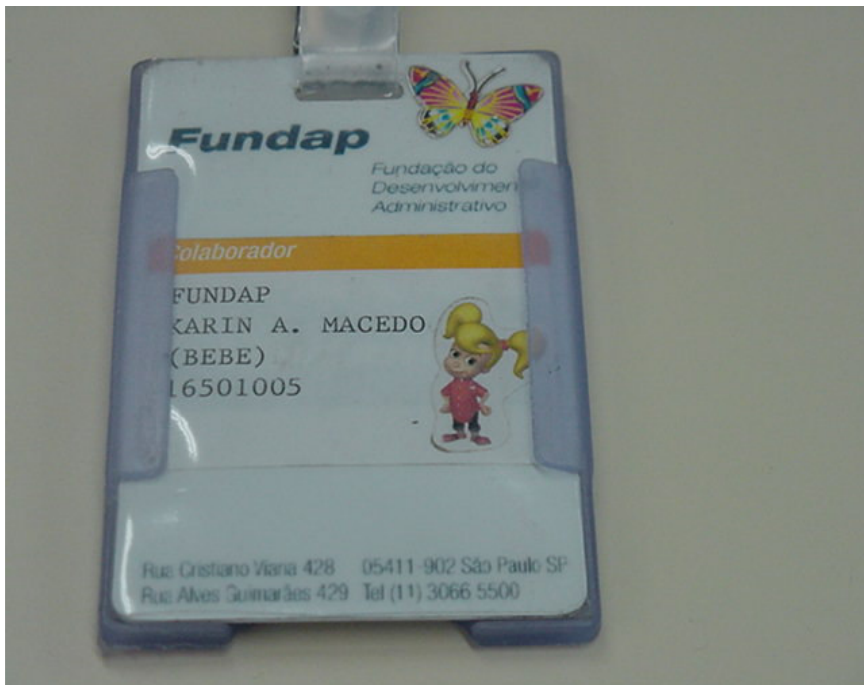 Fundap
Fundação do
Desenvolvimen
Administrativo
Colaborador
FUNDAP
KARIN A. MACEDO
(BEBE)
16501005
Rua Cristiano Viana 428 05411-902 São Paulo SP
Rua Alves Guimarães 429 Tel (11) 3066 5500